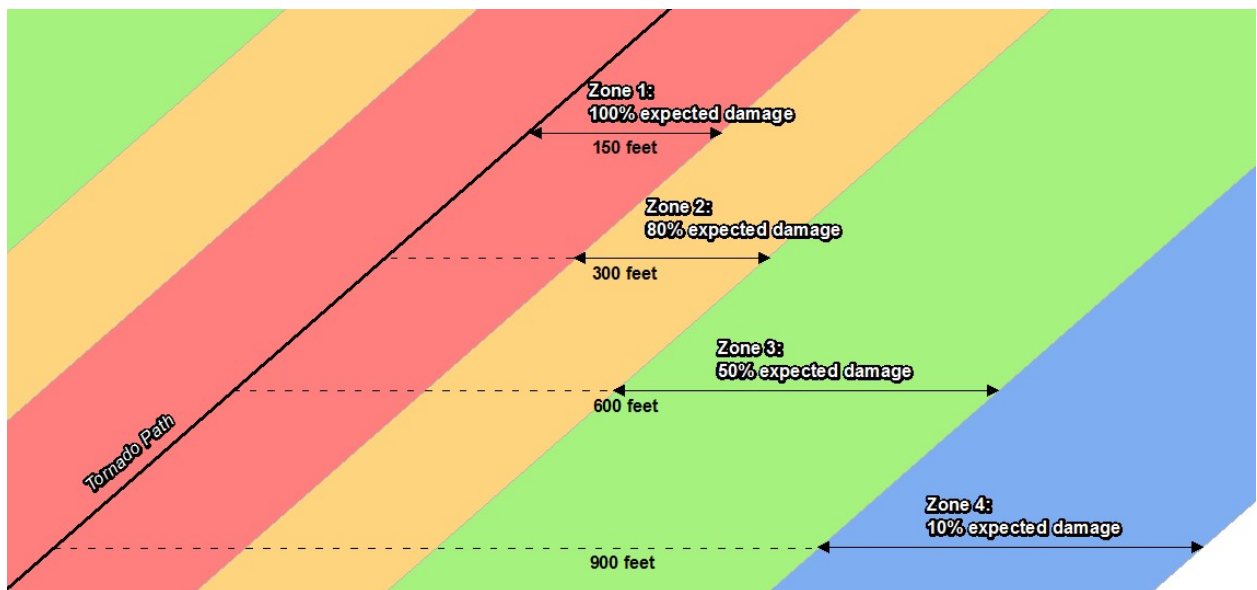 Zone 1:
100% expected damage
150 feet
Zone 2:
80% expected damage
300 feet
Zone 3:
50% expected damage
600 feet
Tornado Path
Zone 4:
10% expected damage
900 feet